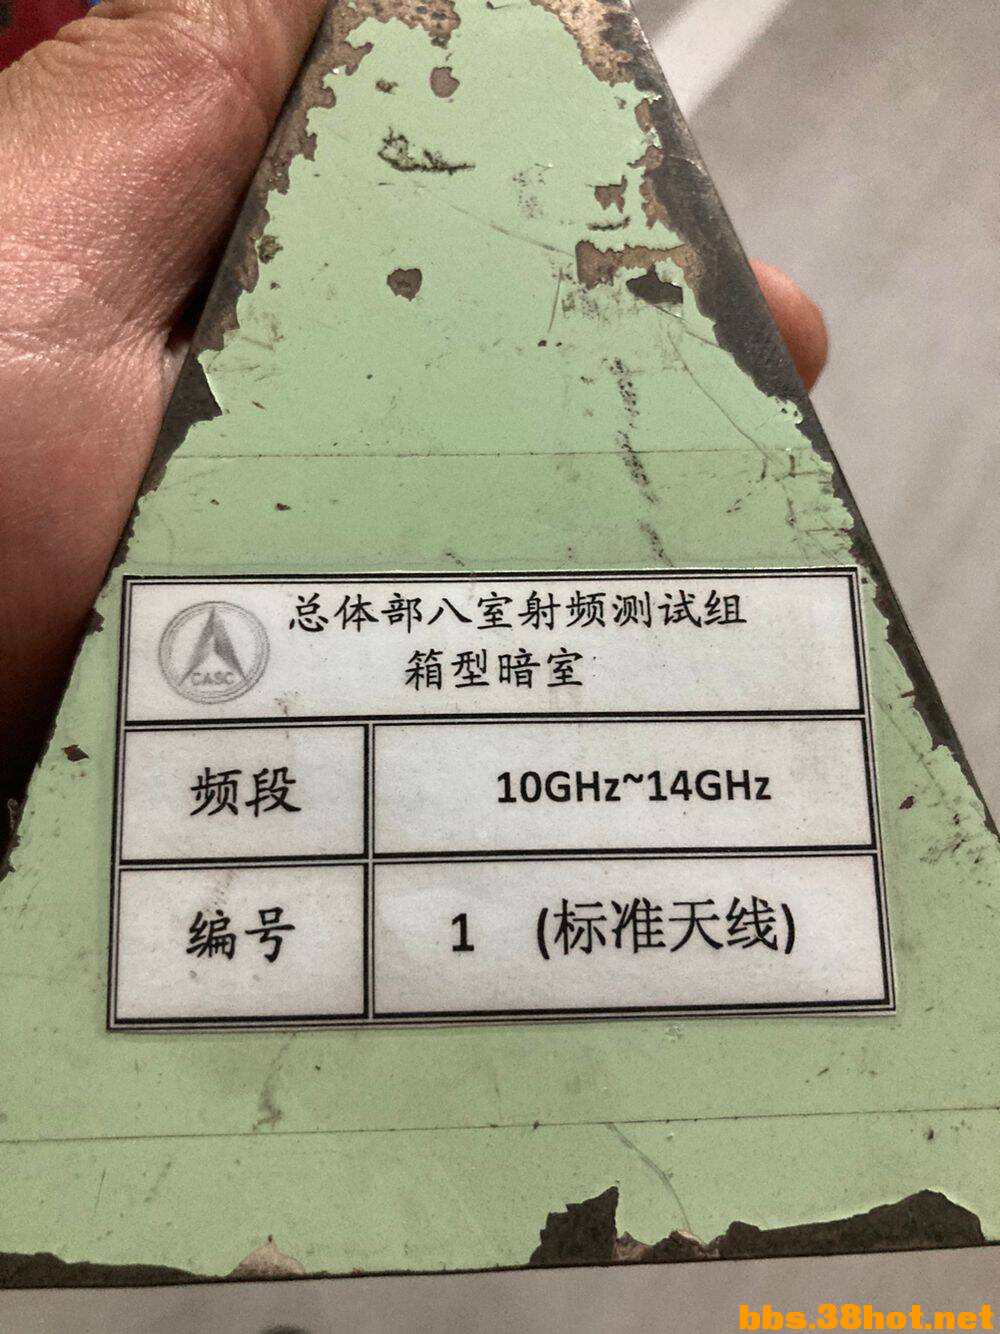 总体部八室射频测试组
箱型暗室
CASC
频段
10GHz~14GHz
编号
1 (标准天线)
bbs.38hot.net